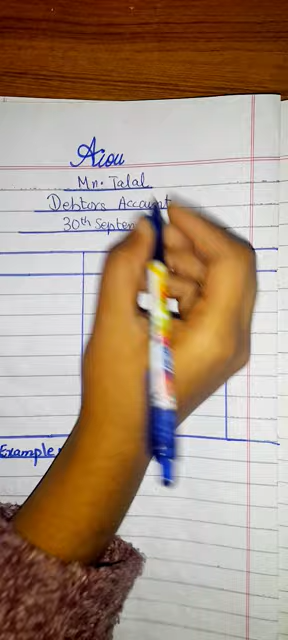 Aiou
Mr. Talal
Debtors Account
30th Septem
Example: